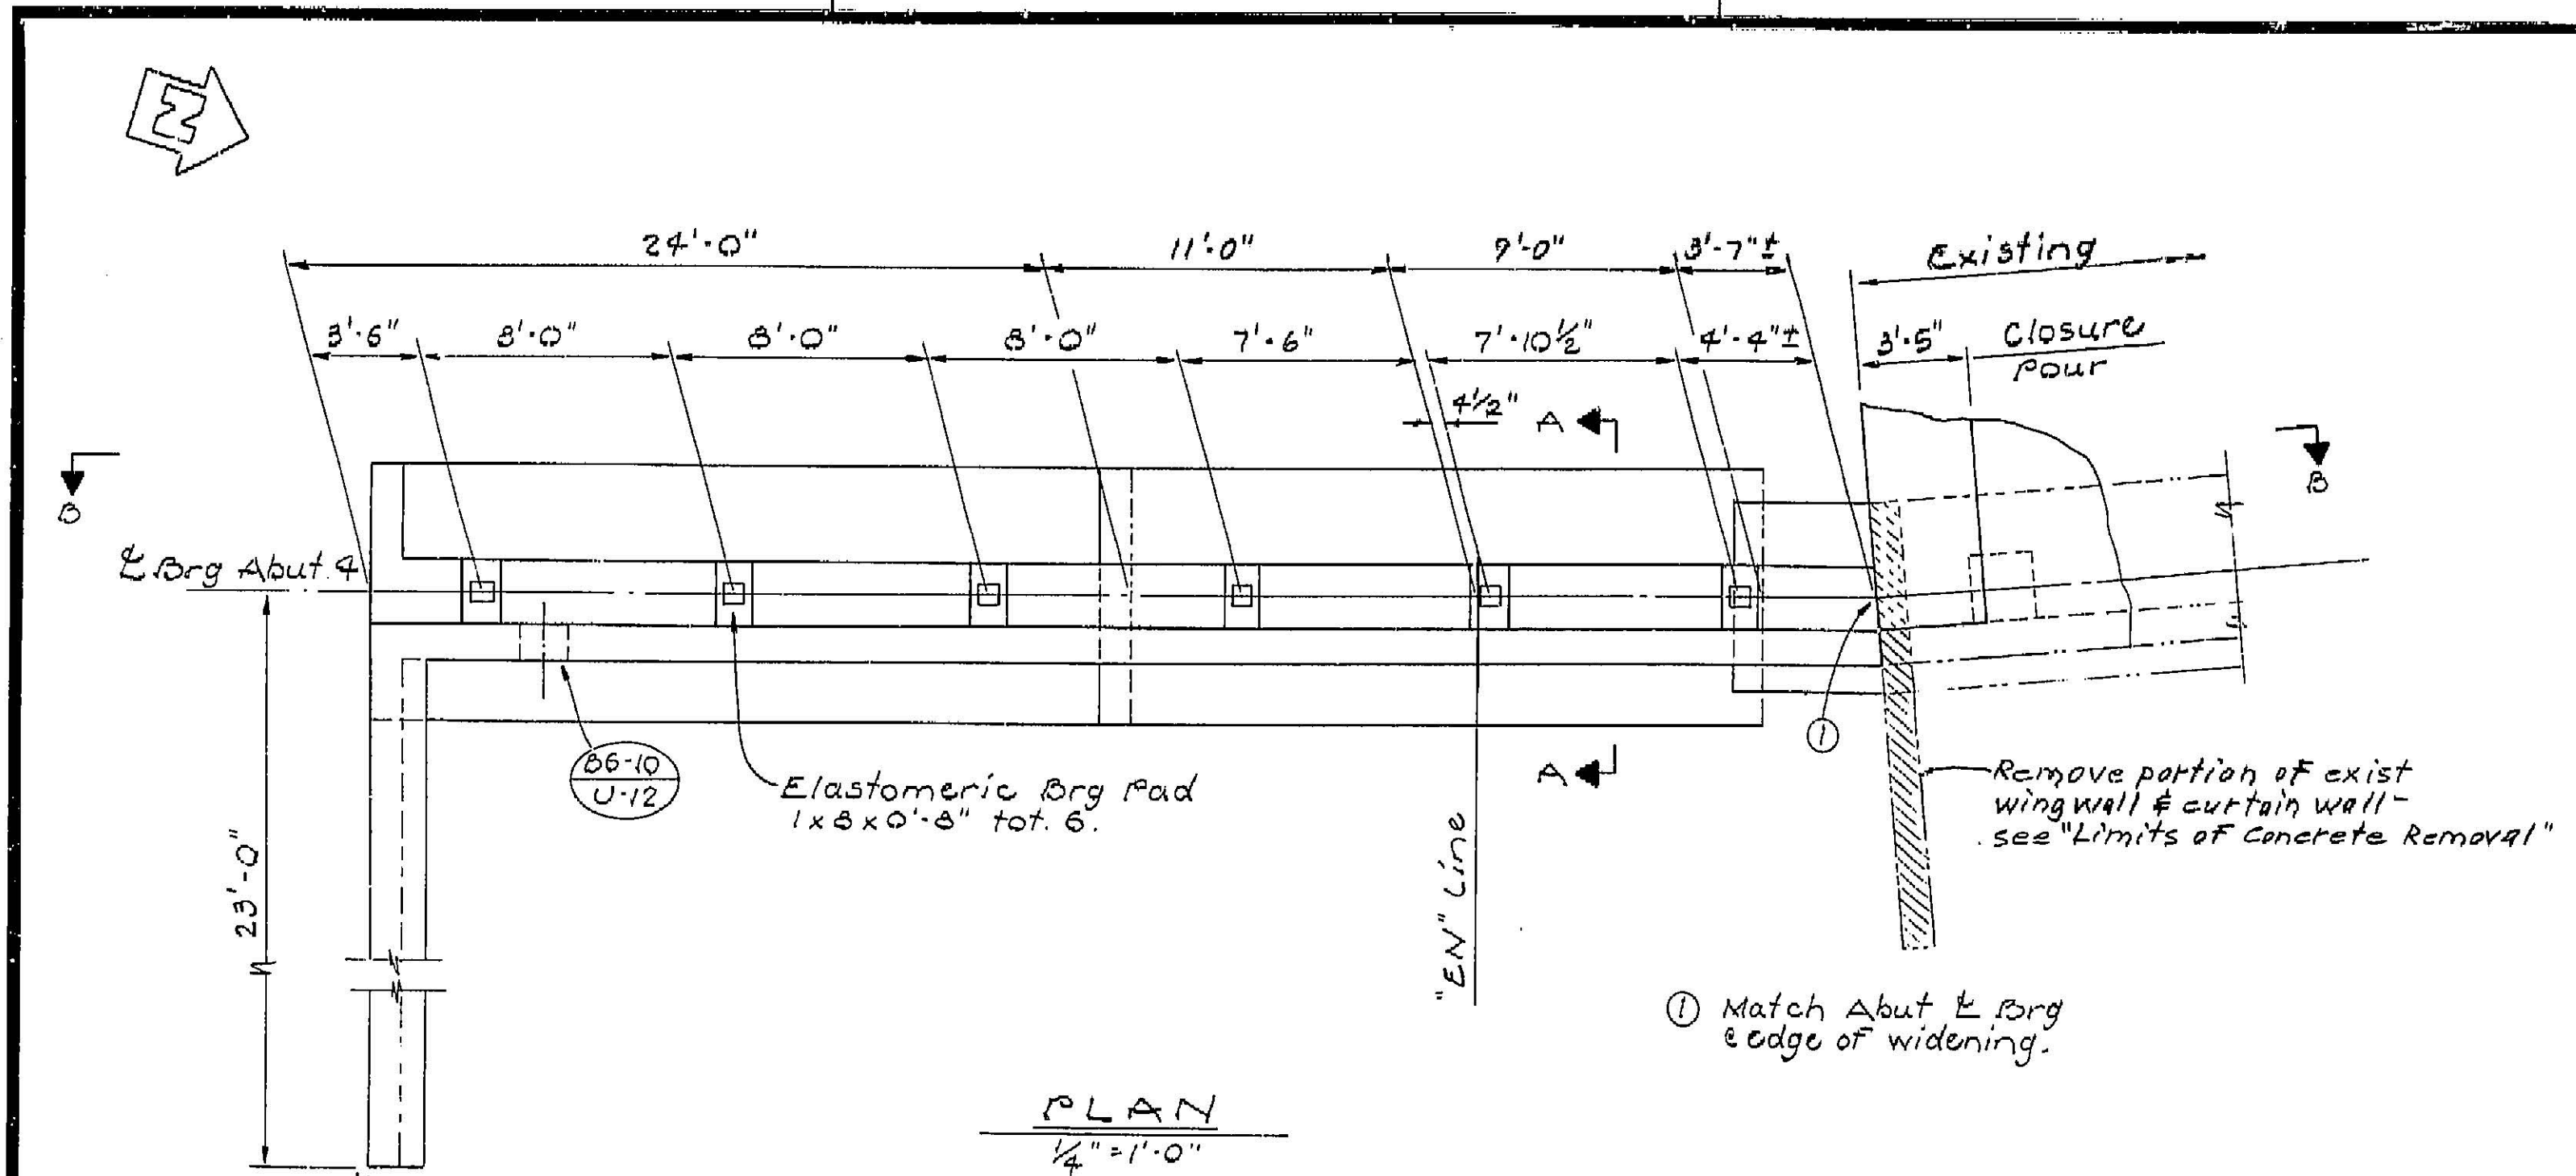 N
24'-0" 11'-0" 9'-0" 3'-7"± Existing
3'-6" 8'-0" 8'-0" 8'-0" 7'-6" 7'-10½" 4'-4"± 3'-5" Closure Pour
4½"
A
B
B
℄ Brg Abut. 4
1
B6-10
U-12
Elastomeric Brg Pad
1x8x0'-8" tot. 6.
A
Remove portion of exist
wingwall & curtain wall-
see "Limits of Concrete Removal"
23'-0"
"EN" Line
① Match Abut ℄ Brg
@ edge of widening.
PLAN
¼"=1'-0"